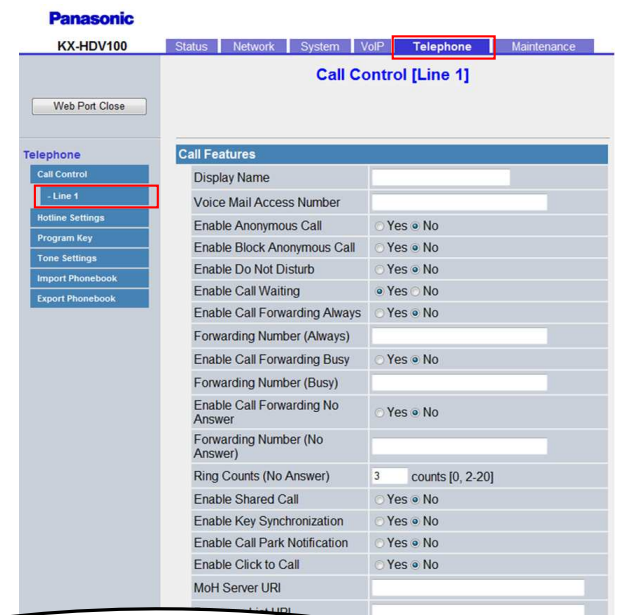 Panasonic
KX-HDV100
Status Network System VoIP Telephone Maintenance
Call Control [Line 1]
Web Port Close
Telephone
Call Control
- Line 1
Hotline Settings
Program Key
Tone Settings
Import Phonebook
Export Phonebook
Call Features
Display Name
Voice Mail Access Number
Enable Anonymous Call Yes No
Enable Block Anonymous Call Yes No
Enable Do Not Disturb Yes No
Enable Call Waiting Yes No
Enable Call Forwarding Always Yes No
Forwarding Number (Always)
Enable Call Forwarding Busy Yes No
Forwarding Number (Busy)
Enable Call Forwarding No
Answer Yes No
Forwarding Number (No
Answer)
Ring Counts (No Answer) 3 counts [0, 2-20]
Enable Shared Call Yes No
Enable Key Synchronization Yes No
Enable Call Park Notification Yes No
Enable Click to Call Yes No
MoH Server URI